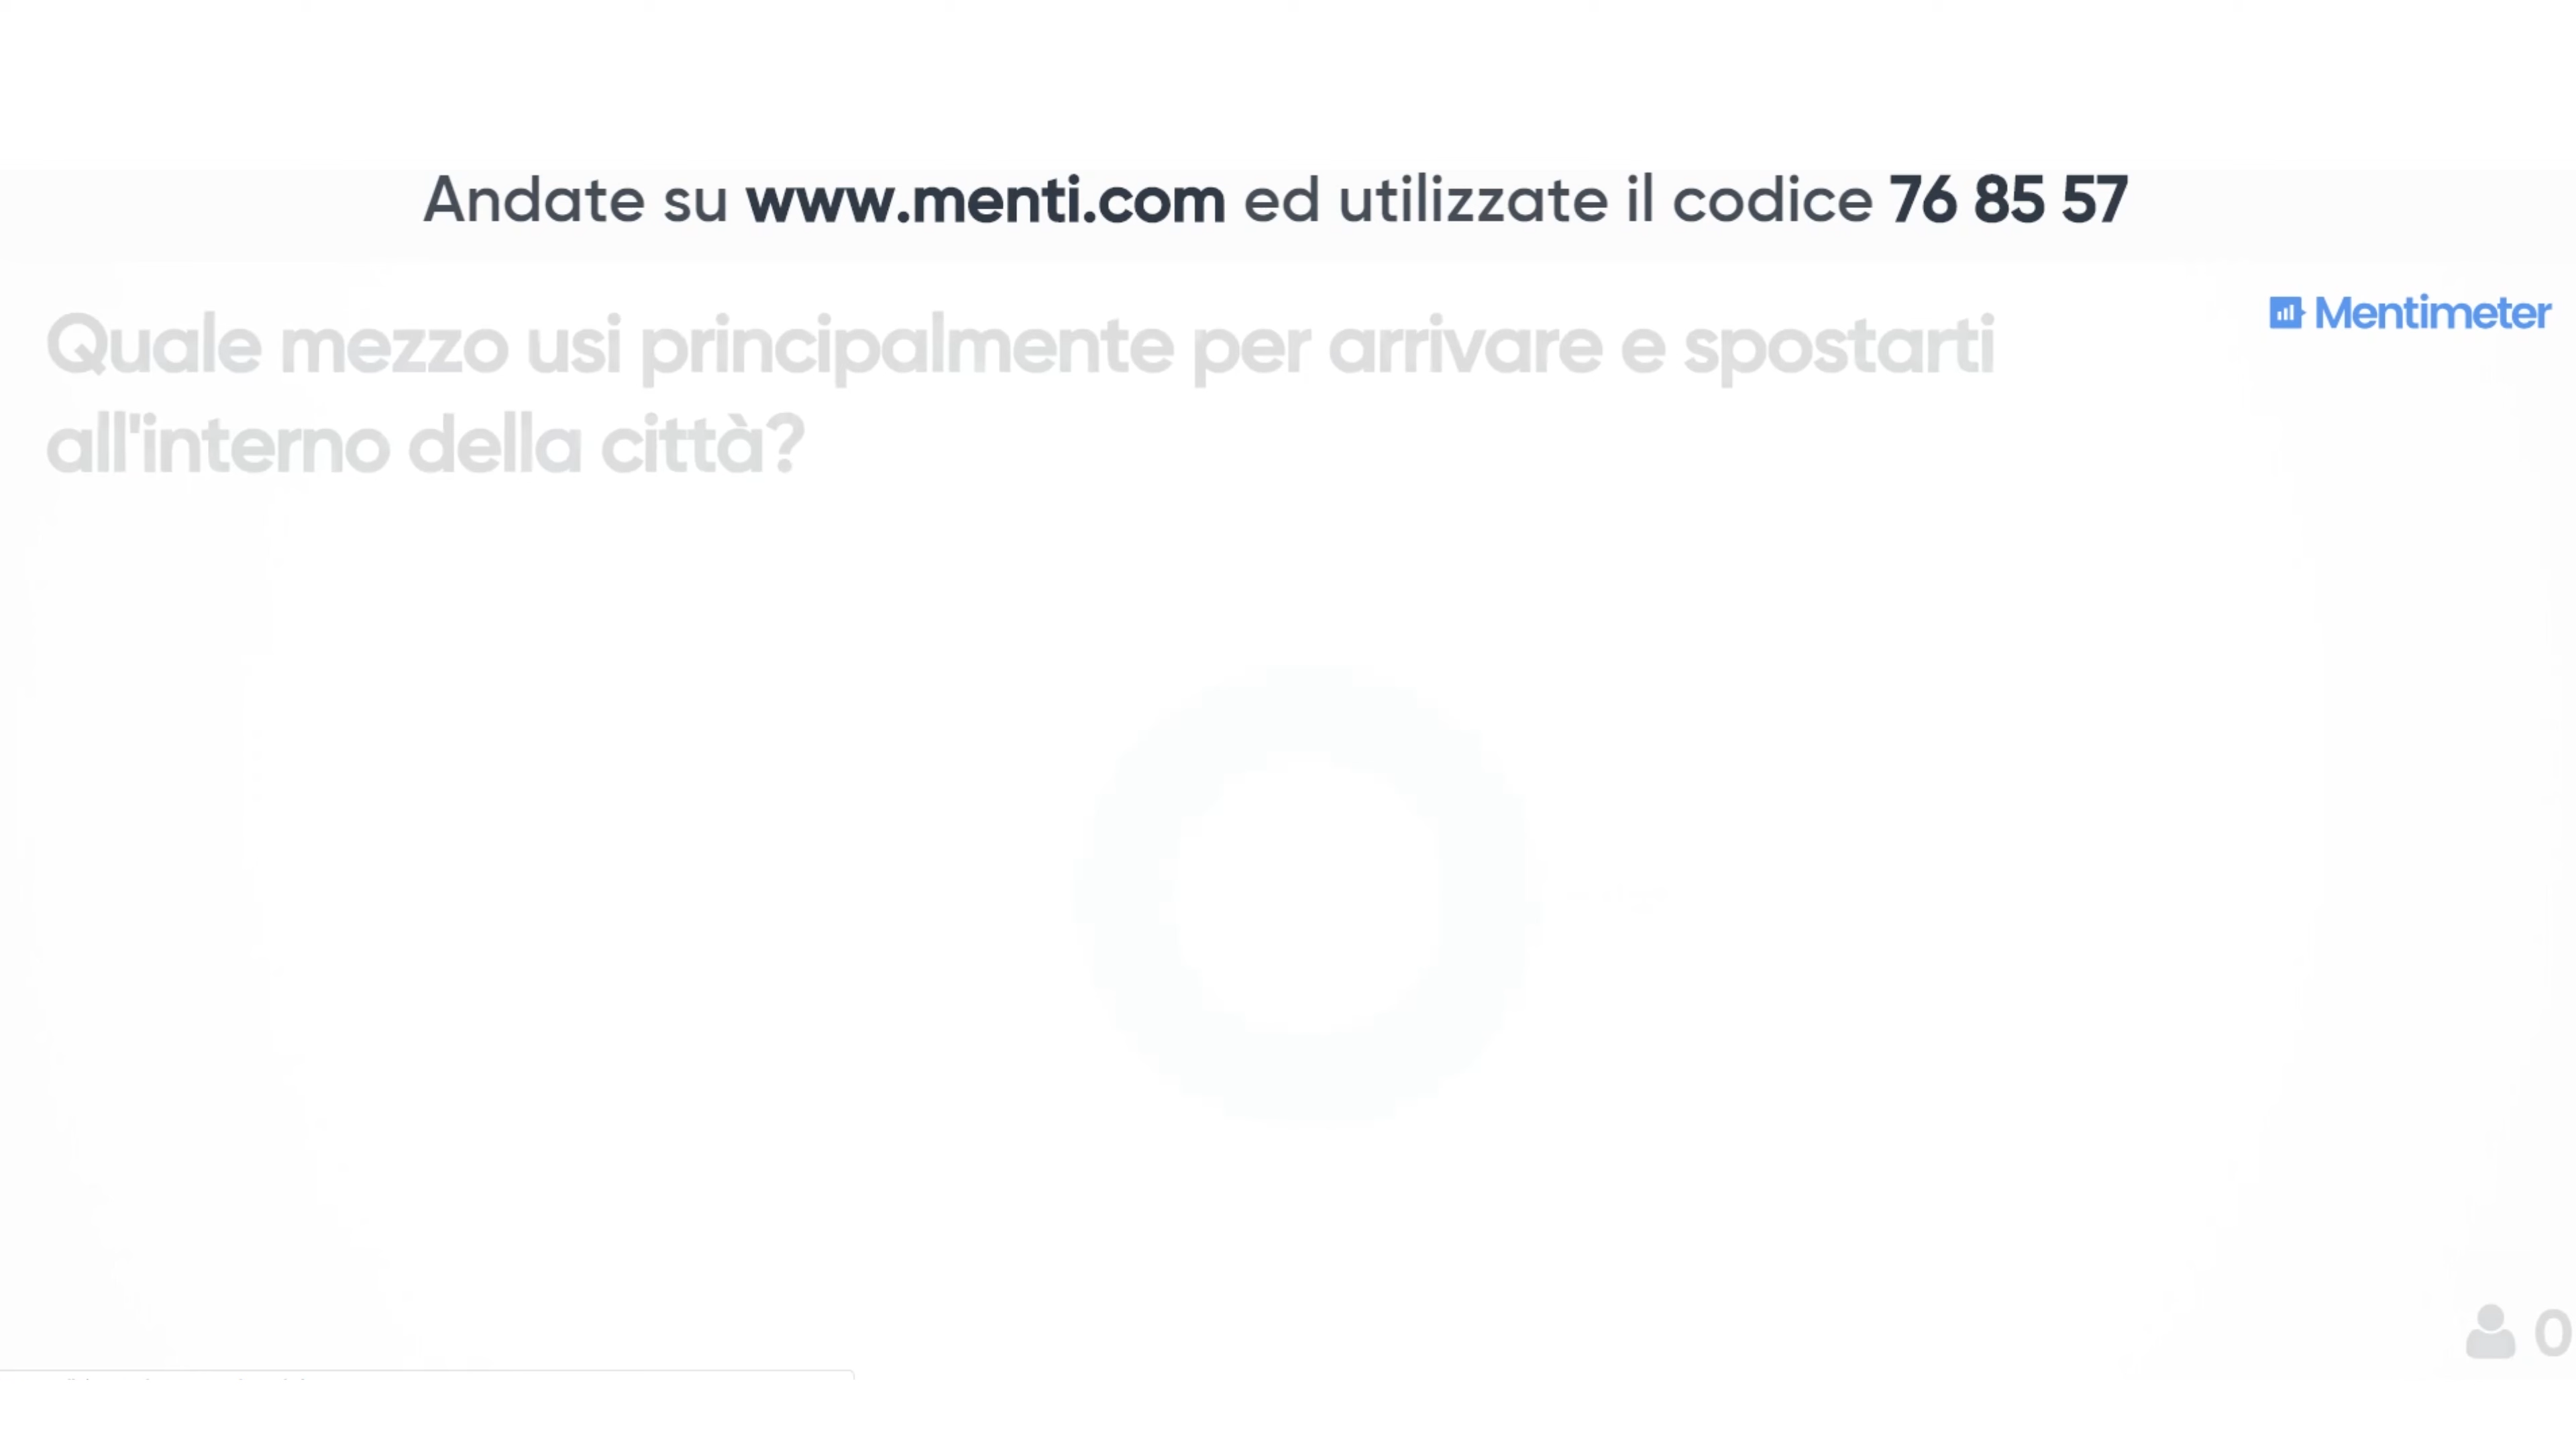 Andate su www.menti.com ed utilizzate il codice 76 85 57
Mentimeter
Quale mezzo usi principalmente per arrivare e spostarti
all'interno della città?
0